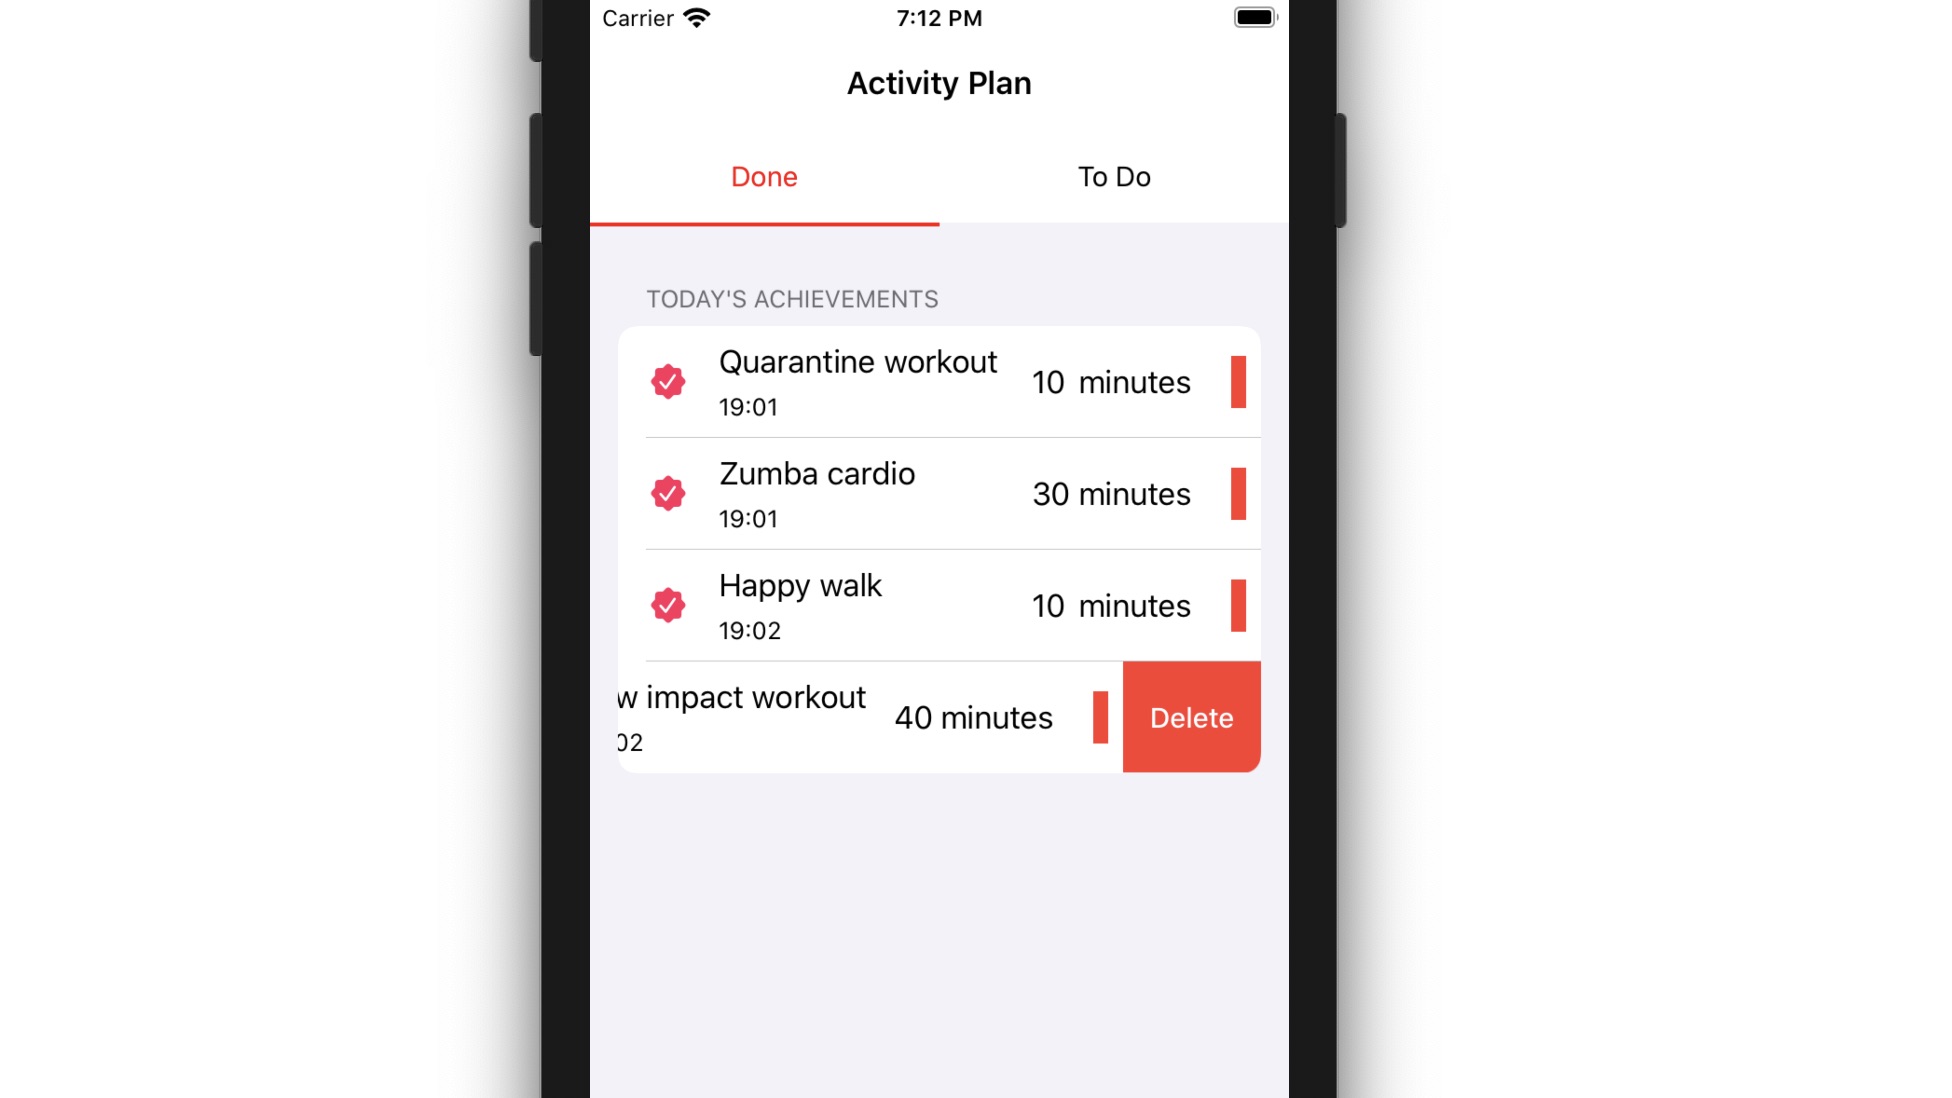 Carrier 7:12 PM
Activity Plan
Done To Do
TODAY'S ACHIEVEMENTS
Quarantine workout 10 minutes
19:01
Zumba cardio 30 minutes
19:01
Happy walk 10 minutes
19:02
w impact workout 40 minutes Delete
02